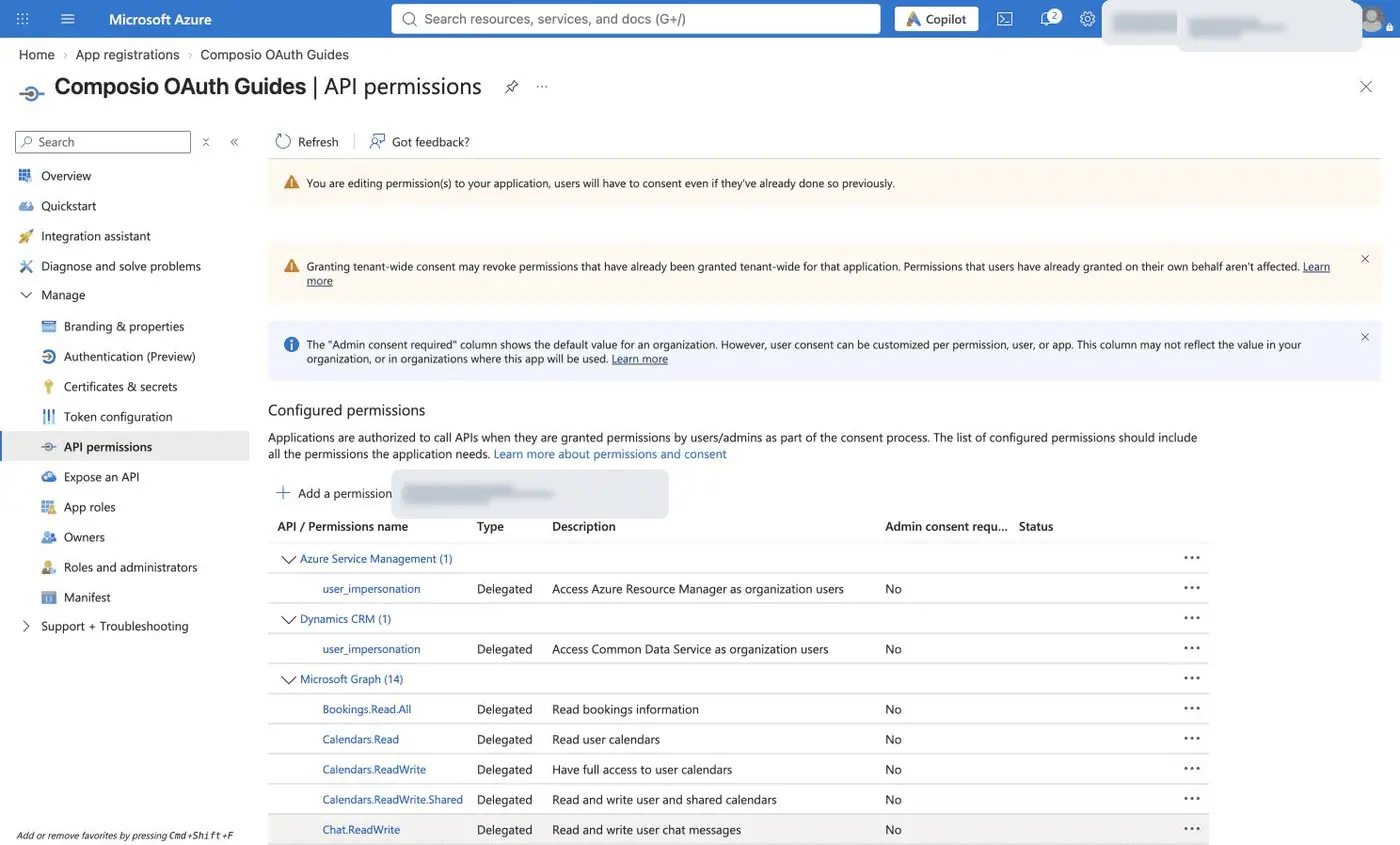 Microsoft Azure
Search resources, services, and docs (G+/)
Copilot
2
Home > App registrations > Composio OAuth Guides
Composio OAuth Guides | API permissions
Search
Refresh
Got feedback?
Overview
Quickstart
Integration assistant
Diagnose and solve problems
Manage
Branding & properties
Authentication (Preview)
Certificates & secrets
Token configuration
API permissions
Expose an API
App roles
Owners
Roles and administrators
Manifest
Support + Troubleshooting
Add or remove favorites by pressing Cmd+Shift+F
You are editing permission(s) to your application, users will have to consent even if they've already done so previously.
Granting tenant-wide consent may revoke permissions that have already been granted tenant-wide for that application. Permissions that users have already granted on their own behalf aren't affected. Learn
more
The "Admin consent required" column shows the default value for an organization. However, user consent can be customized per permission, user, or app. This column may not reflect the value in your
organization, or in organizations where this app will be used. Learn more
Configured permissions
Applications are authorized to call APIs when they are granted permissions by users/admins as part of the consent process. The list of configured permissions should include
all the permissions the application needs. Learn more about permissions and consent
Add a permission
API / Permissions name Type Description Admin consent requ... Status
Azure Service Management (1)
user_impersonation Delegated Access Azure Resource Manager as organization users No
Dynamics CRM (1)
user_impersonation Delegated Access Common Data Service as organization users No
Microsoft Graph (14)
Bookings.Read.All Delegated Read bookings information No
Calendars.Read Delegated Read user calendars No
Calendars.ReadWrite Delegated Have full access to user calendars No
Calendars.ReadWrite.Shared Delegated Read and write user and shared calendars No
Chat.ReadWrite Delegated Read and write user chat messages No